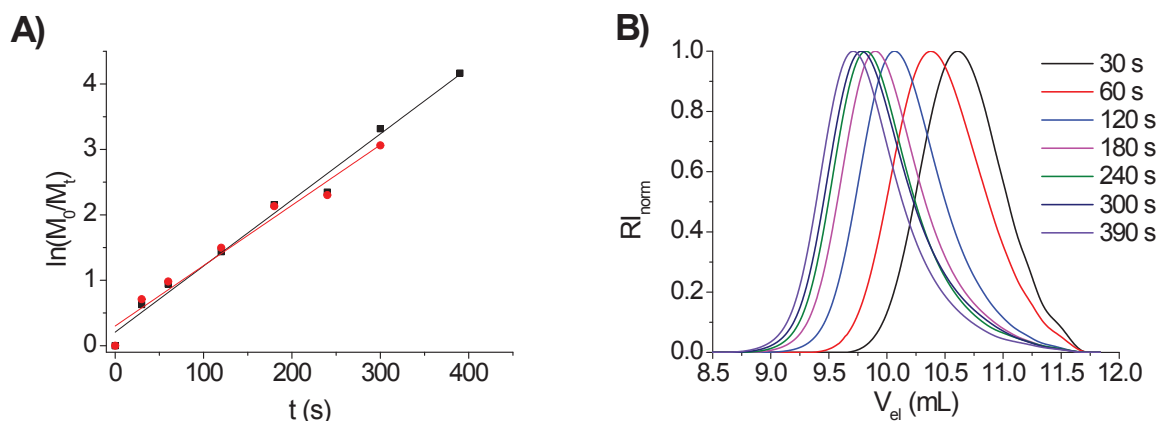 A)
ln(M0/Mt)
4
3
2
1
0
0 100 200 300 400
t (s)
B)
RInorm
1.0
0.8
0.6
0.4
0.2
0.0
8.5 9.0 9.5 10.0 10.5 11.0 11.5 12.0
Vel (mL)
30 s
60 s
120 s
180 s
240 s
300 s
390 s